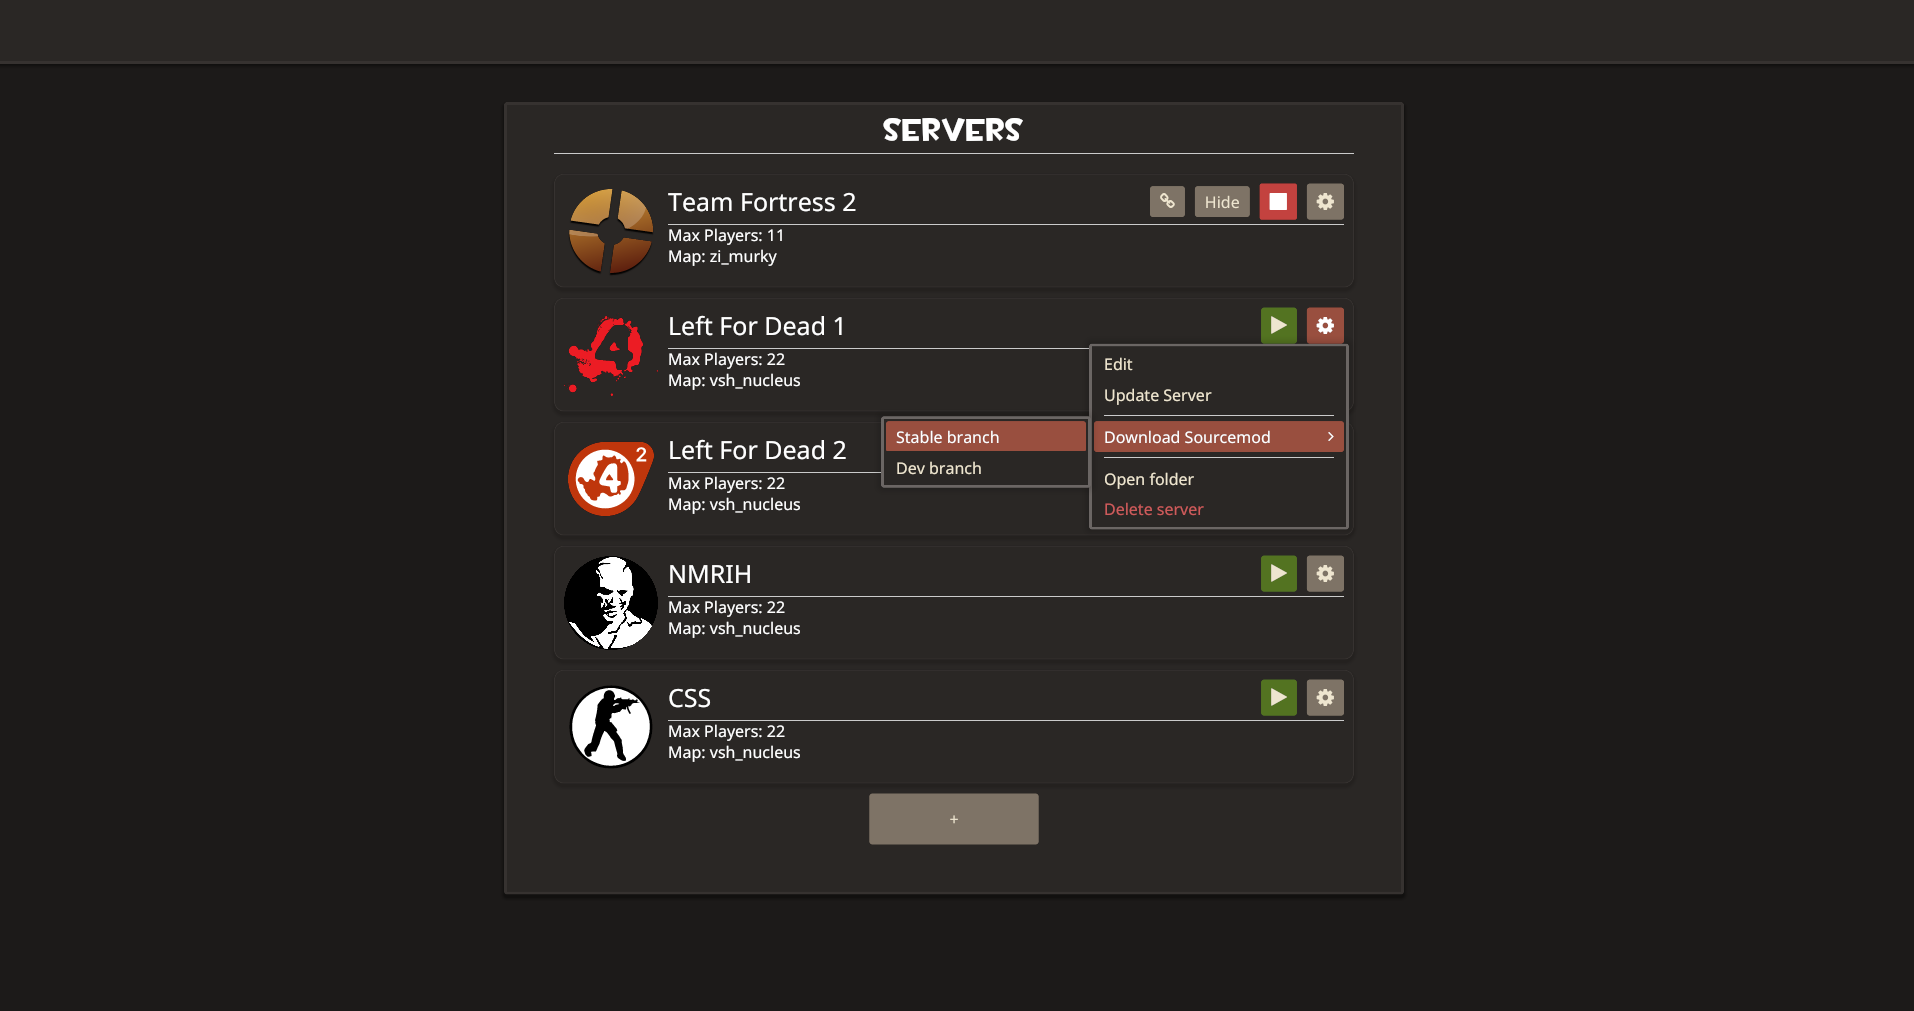 SERVERS
Team Fortress 2
Hide
Max Players: 11
Map: zi_murky
Left For Dead 1
Max Players: 22
Map: vsh_nucleus
Edit
Update Server
Download Sourcemod
Open folder
Delete server
Stable branch
Dev branch
4
2
Left For Dead 2
Max Players: 22
Map: vsh_nucleus
NMRIH
Max Players: 22
Map: vsh_nucleus
CSS
Max Players: 22
Map: vsh_nucleus
+